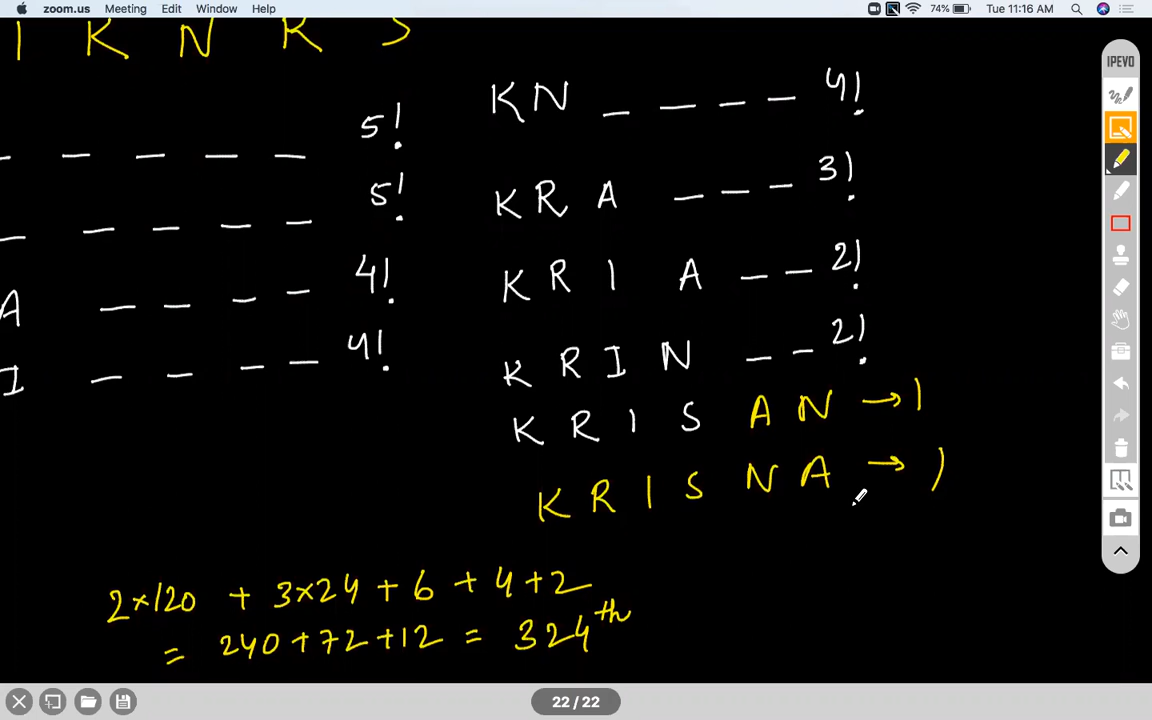 zoom.us Meeting Edit Window Help 74% Tue 11:16 AM
I K N R S
IPEVO
5!
5!
A 4!
I 4!
KN _ _ _ _ 4!
KRA _ _ _ 3!
KRIA _ _ 2!
KRIN _ _ 2!
KRISAN → 1
KRISNA → 1
2×120 + 3×24 + 6 + 4 + 2
= 240 + 72 + 12 = 324th
22 / 22